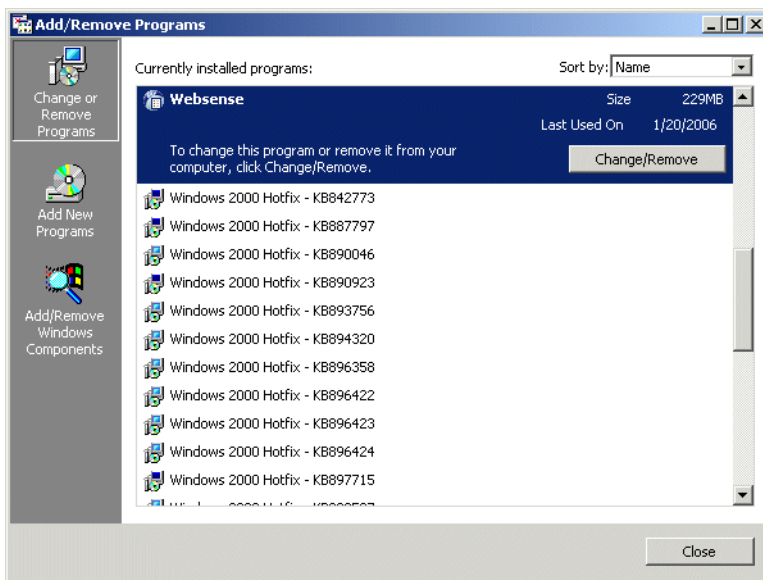 Add/Remove Programs
Change or
Remove
Programs
Add New
Programs
Add/Remove
Windows
Components
Currently installed programs:
Sort by: Name
Websense
Size 229MB
Last Used On 1/20/2006
To change this program or remove it from your
computer, click Change/Remove.
Change/Remove
Windows 2000 Hotfix - KB842773
Windows 2000 Hotfix - KB887797
Windows 2000 Hotfix - KB890046
Windows 2000 Hotfix - KB890923
Windows 2000 Hotfix - KB893756
Windows 2000 Hotfix - KB894320
Windows 2000 Hotfix - KB896358
Windows 2000 Hotfix - KB896422
Windows 2000 Hotfix - KB896423
Windows 2000 Hotfix - KB896424
Windows 2000 Hotfix - KB897715
Close